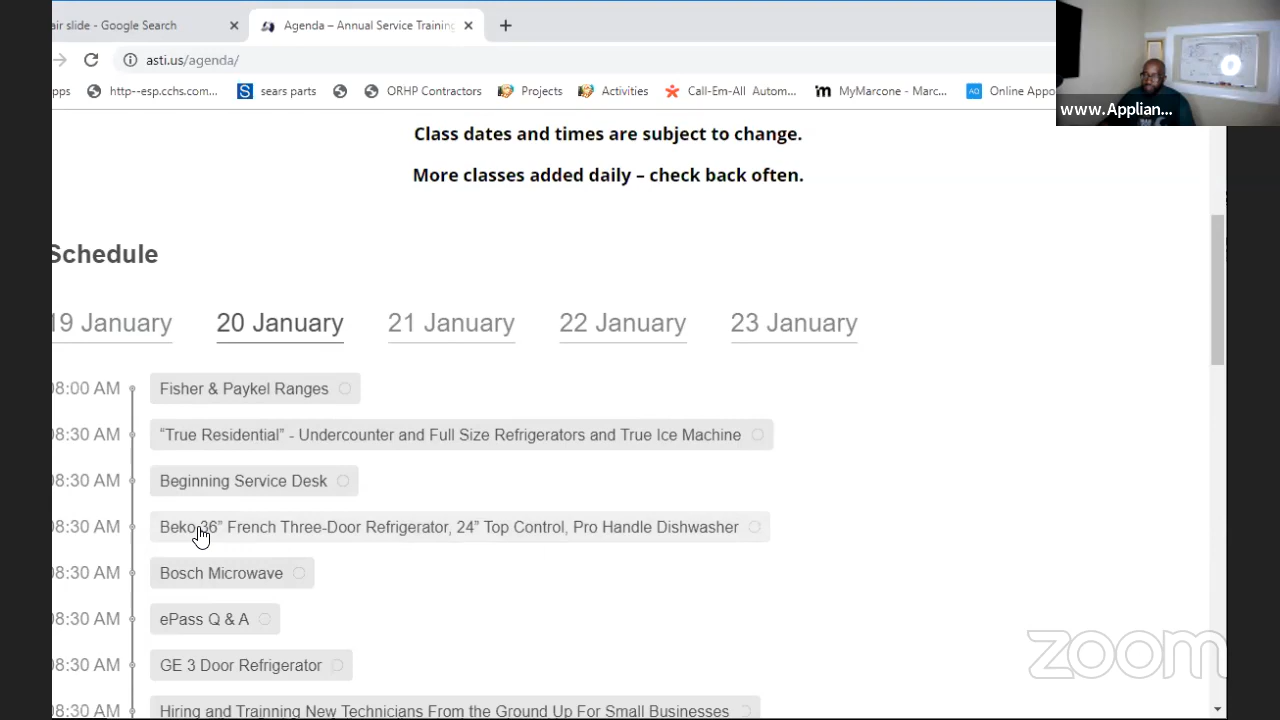 air slide - Google Search
Agenda – Annual Service Training
asti.us/agenda/
pps
http--esp.cchs.com...
sears parts
ORHP Contractors
Projects
Activities
Call-Em-All Autom...
MyMarcone - Marc...
Online Appo
www.Applian...
Class dates and times are subject to change.
More classes added daily – check back often.
Schedule
19 January
20 January
21 January
22 January
23 January
08:00 AM Fisher & Paykel Ranges
08:30 AM “True Residential” - Undercounter and Full Size Refrigerators and True Ice Machine
08:30 AM Beginning Service Desk
08:30 AM Beko 36” French Three-Door Refrigerator, 24” Top Control, Pro Handle Dishwasher
08:30 AM Bosch Microwave
08:30 AM ePass Q & A
08:30 AM GE 3 Door Refrigerator
08:30 AM Hiring and Trainning New Technicians From the Ground Up For Small Businesses
zoom